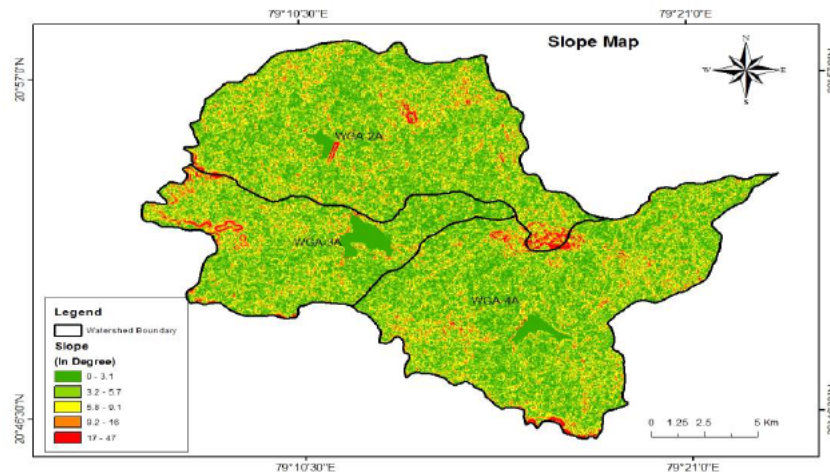 79°10'30"E
79°21'0"E
Slope Map
N
W
E
S
20°57'0"N
WGA-2A
WGA-3A
WGA-4A
Legend
Watershed Boundary
Slope
(In Degree)
0 - 3.1
3.2 - 5.7
5.8 - 9.1
9.2 - 16
17 - 47
0 1.25 2.5 5 Km
20°46'30"N
79°10'30"E
79°21'0"E